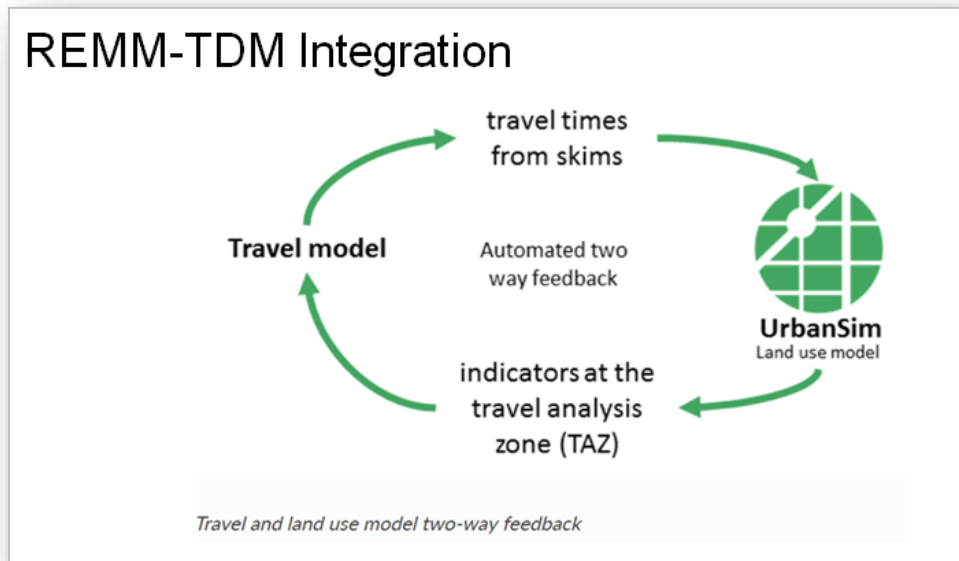 REMM-TDM Integration
travel times
from skims
Travel model
Automated two
way feedback
UrbanSim
Land use model
indicators at the
travel analysis
zone (TAZ)
Travel and land use model two-way feedback